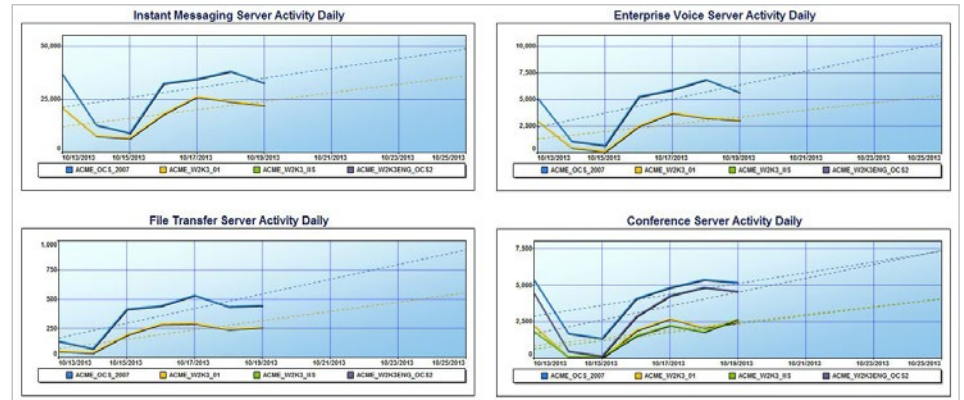 Instant Messaging Server Activity Daily
50,000
25,000
0
10/13/2013 10/15/2013 10/17/2013 10/19/2013 10/21/2013 10/23/2013 10/25/2013
ACME_OCS_2007 ACME_W2K3_01 ACME_W2K3_IIS ACME_W2K3ENG_OCS2
Enterprise Voice Server Activity Daily
10,000
7,500
5,000
2,500
0
10/13/2013 10/15/2013 10/17/2013 10/19/2013 10/21/2013 10/23/2013 10/25/2013
ACME_OCS_2007 ACME_W2K3_01 ACME_W2K3_IIS ACME_W2K3ENG_OCS2
File Transfer Server Activity Daily
1,000
750
500
250
0
10/13/2013 10/15/2013 10/17/2013 10/19/2013 10/21/2013 10/23/2013 10/25/2013
ACME_OCS_2007 ACME_W2K3_01 ACME_W2K3_IIS ACME_W2K3ENG_OCS2
Conference Server Activity Daily
7,500
5,000
2,500
0
10/13/2013 10/15/2013 10/17/2013 10/19/2013 10/21/2013 10/23/2013 10/25/2013
ACME_OCS_2007 ACME_W2K3_01 ACME_W2K3_IIS ACME_W2K3ENG_OCS2